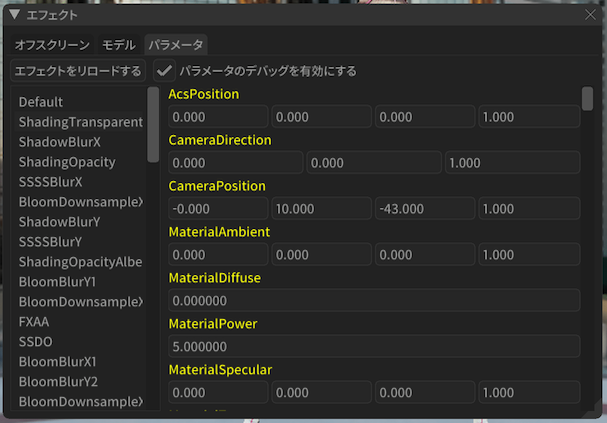 エフェクト
オフスクリーン モデル パラメータ
エフェクトをリロードする パラメータのデバッグを有効にする
Default
ShadingTransparent
ShadowBlurX
ShadingOpacity
SSSSBlurX
BloomDownsampleX
ShadowBlurY
SSSSBlurY
ShadingOpacityAlbe
BloomBlurY1
BloomDownsampleX
FXAA
SSDO
BloomBlurX1
BloomBlurY2
BloomDownsampleX
AcsPosition
0.000 0.000 0.000 1.000
CameraDirection
0.000 0.000 1.000
CameraPosition
-0.000 10.000 -43.000 1.000
MaterialAmbient
0.000 0.000 0.000 1.000
MaterialDiffuse
0.000000
MaterialPower
5.000000
MaterialSpecular
0.000 0.000 0.000 1.000